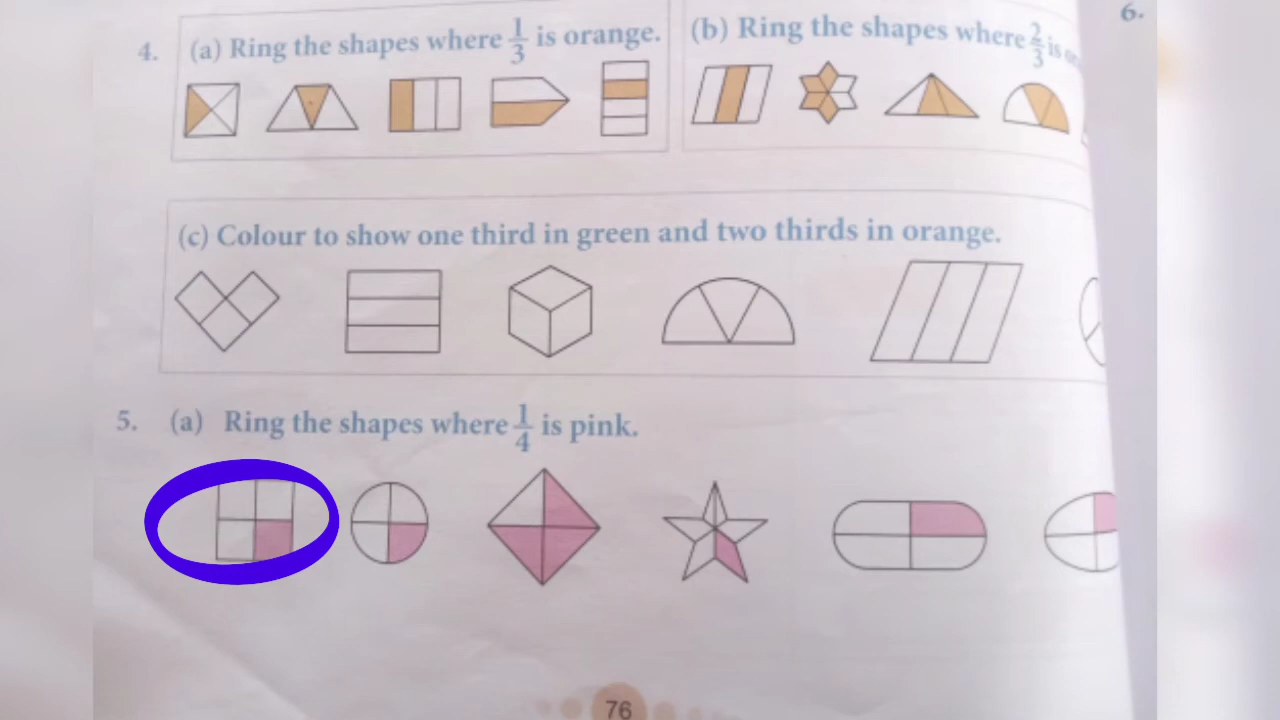 4. (a) Ring the shapes where 1/3 is orange.
(b) Ring the shapes where 2/3 is
6.
(c) Colour to show one third in green and two thirds in orange.
5. (a) Ring the shapes where 1/4 is pink.
76